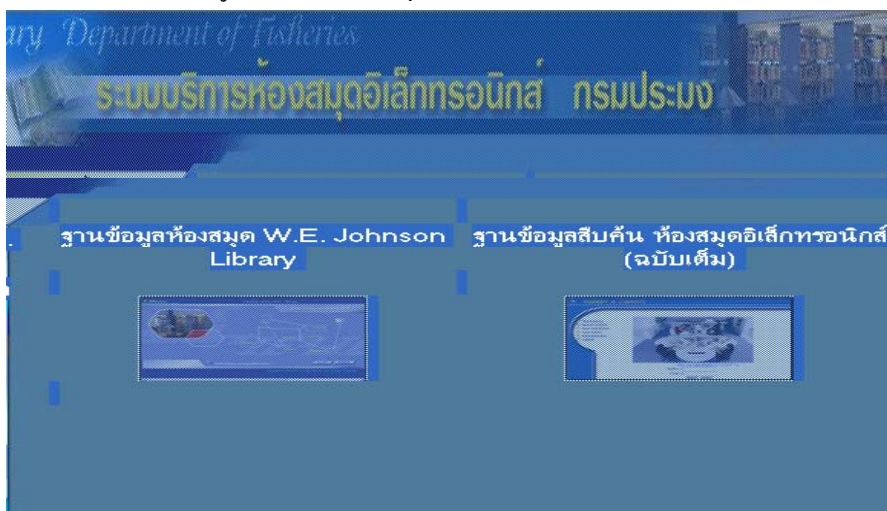 ary Department of Fisheries
ระบบบริการห้องสมุดอิเล็กทรอนิกส์ กรมประมง
ฐานข้อมูลห้องสมุด W.E. Johnson
Library
ฐานข้อมูลสืบค้น ห้องสมุดอิเล็กทรอนิกส์
(ฉบับเต็ม)